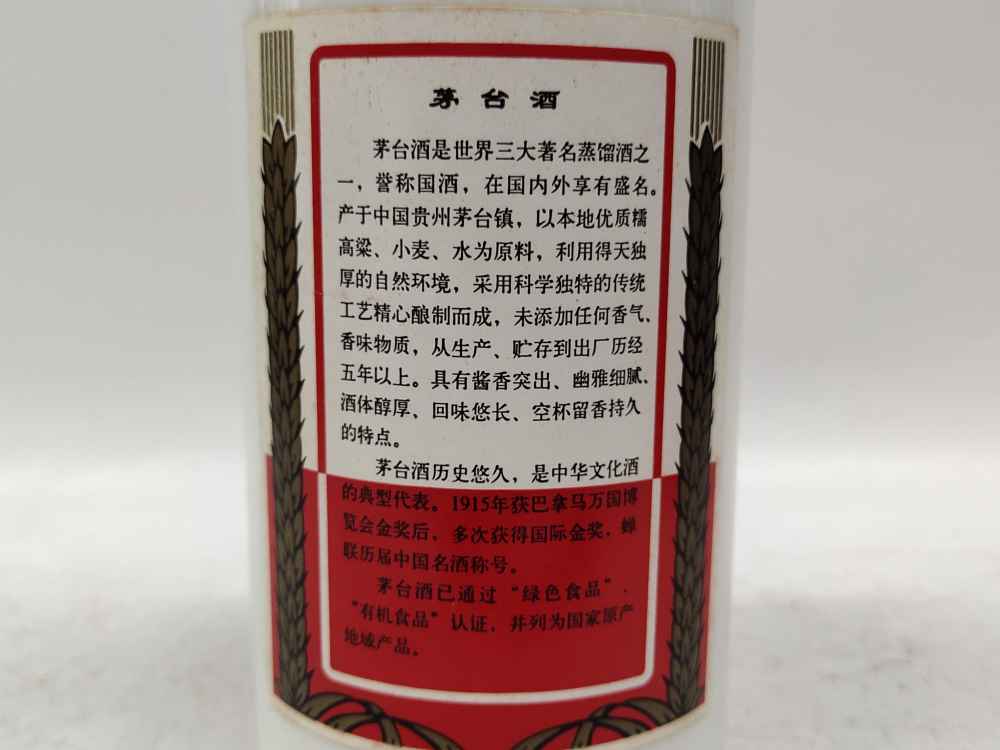 茅台酒
茅台酒是世界三大著名蒸馏酒之
一，誉称国酒，在国内外享有盛名。
产于中国贵州茅台镇，以本地优质糯
高粱、小麦、水为原料，利用得天独
厚的自然环境，采用科学独特的传统
工艺精心酿制而成，未添加任何香气、
香味物质，从生产、贮存到出厂历经
五年以上。具有酱香突出、幽雅细腻、
酒体醇厚、回味悠长、空杯留香持久
的特点。
茅台酒历史悠久，是中华文化酒
的典型代表。1915年获巴拿马万国博
览会金奖后，多次获得国际金奖，蝉
联历届中国名酒称号。
茅台酒已通过“绿色食品”、
“有机食品”认证，并列为国家原产
地域产品。